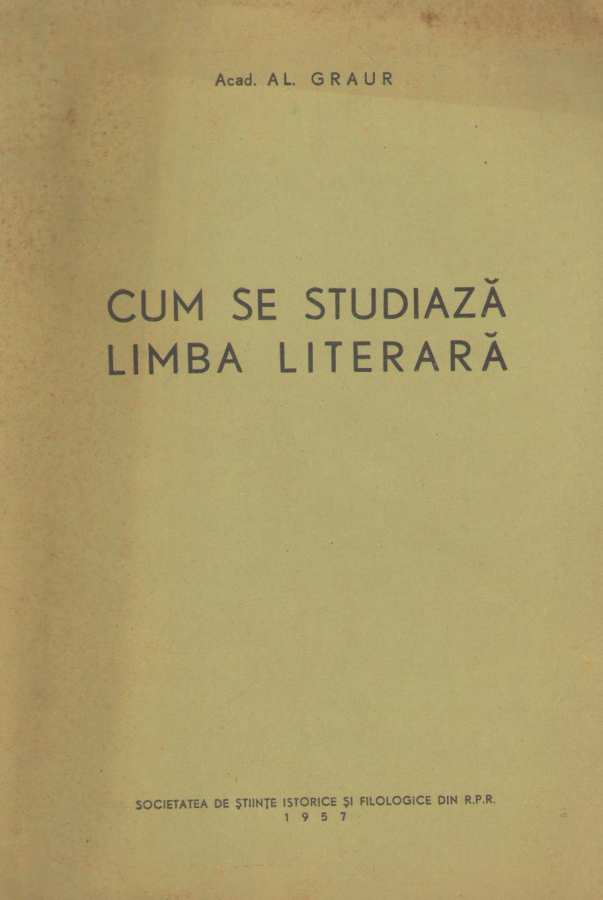 Acad. AL. GRAUR
CUM SE STUDIAZĂ
LIMBA LITERARĂ
SOCIETATEA DE ŞTIINŢE ISTORICE ŞI FILOLOGICE DIN R.P.R.
1957